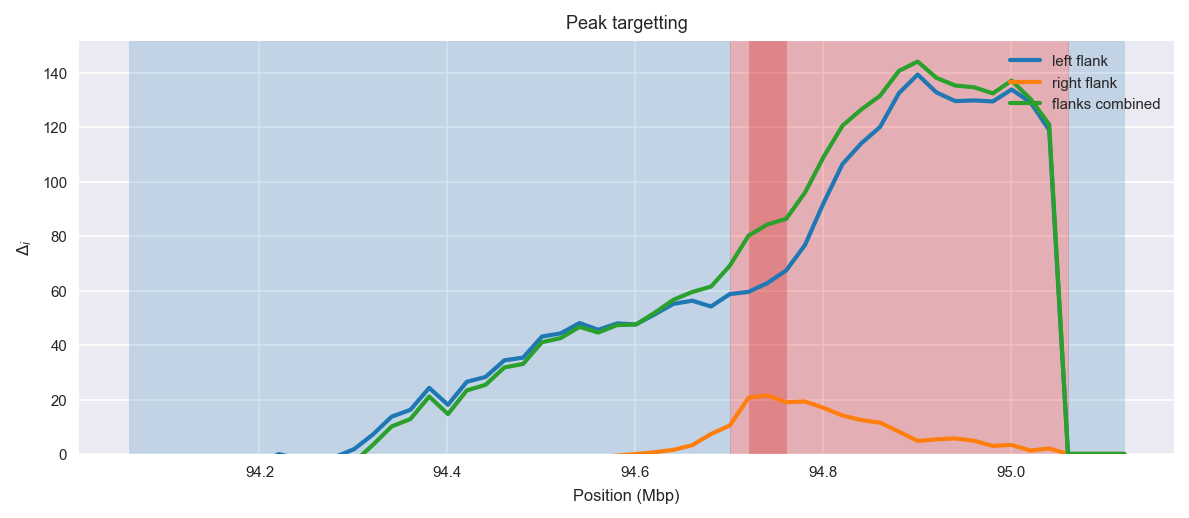 Peak targetting
left flank
right flank
flanks combined
140
120
100
80
60
40
20
0
Δi
94.2 94.4 94.6 94.8 95.0
Position (Mbp)